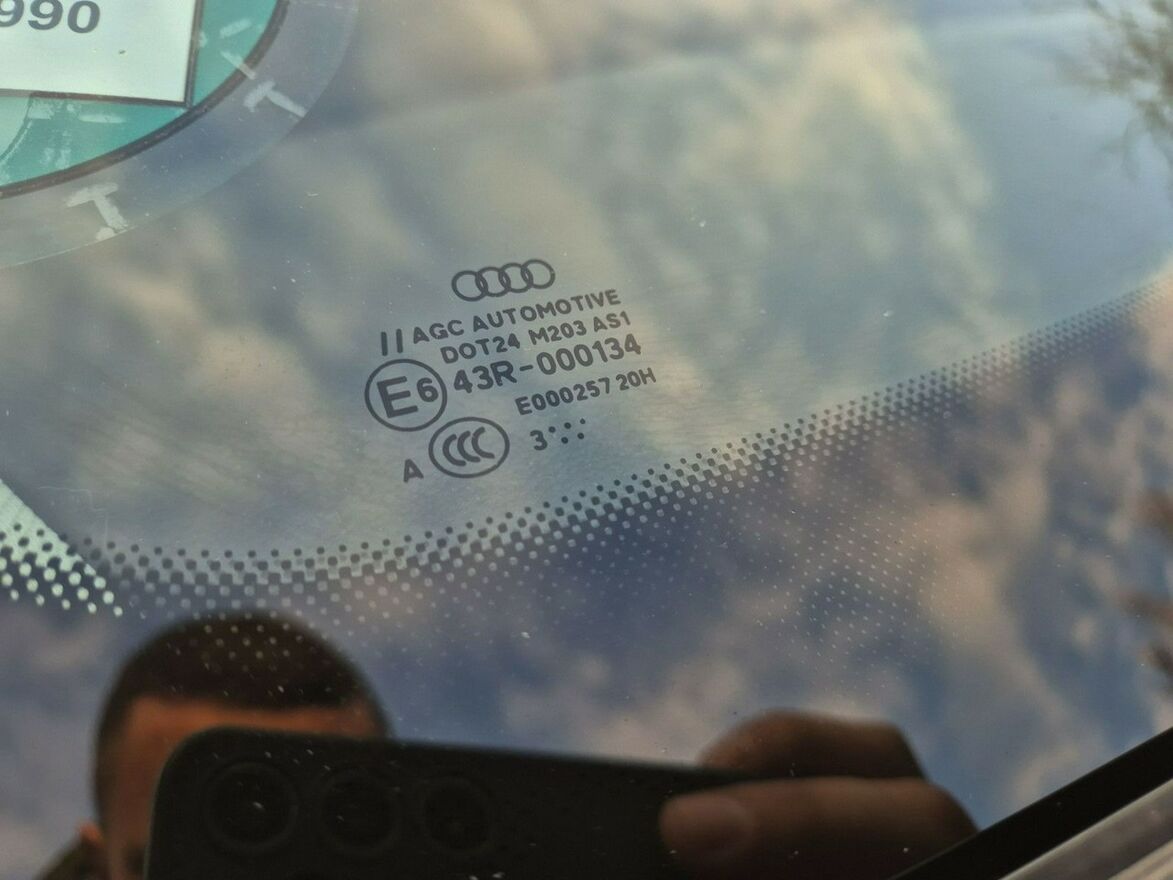 990
AGC AUTOMOTIVE
DOT24 M203 AS1
E6 43R-000134
E000257 20H
A CCC 3